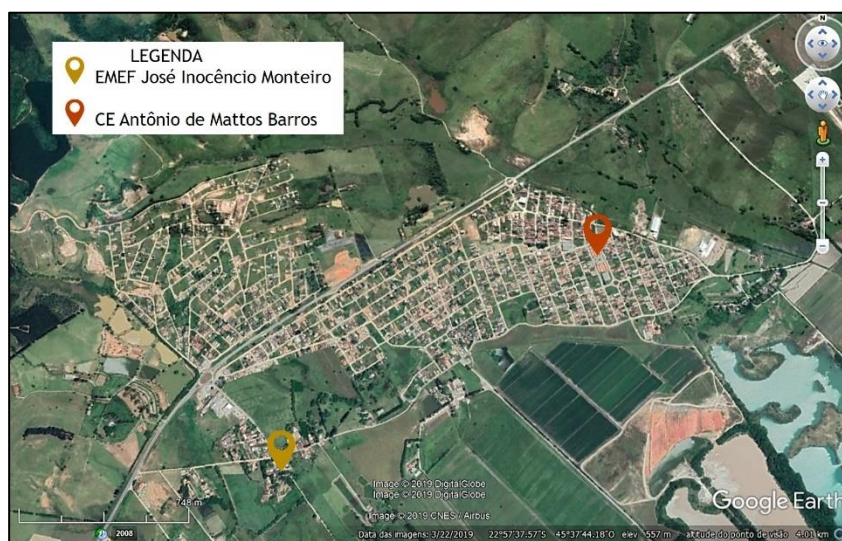 LEGENDA
EMEF José Inocêncio Monteiro
CE Antônio de Mattos Barros
N
Image © 2019 DigitalGlobe
Image © 2019 DigitalGlobe
Image © 2019 CNES / Airbus
748 m
Google Earth
2008
Data das imagens: 3/22/2019 22°57'37:57"S 45°37'44:18"O elev 557 m altitude do ponto de visão 4.01 km